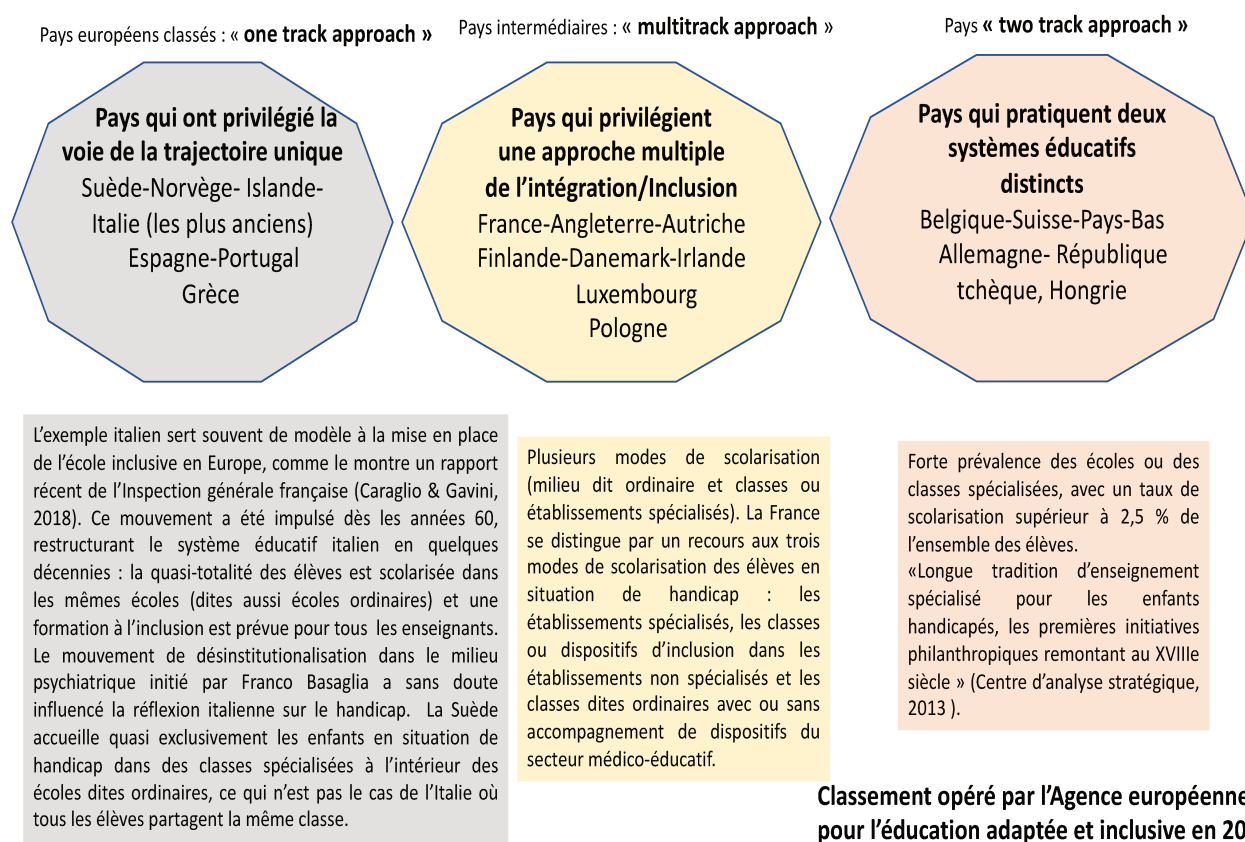 Pays européens classés : « one track approach »
Pays qui ont privilégié la
voie de la trajectoire unique
Suède-Norvège- Islande-
Italie (les plus anciens)
Espagne-Portugal
Grèce
L’exemple italien sert souvent de modèle à la mise en place
de l’école inclusive en Europe, comme le montre un rapport
récent de l’Inspection générale française (Caraglio & Gavini,
2018). Ce mouvement a été impulsé dès les années 60,
restructurant le système éducatif italien en quelques
décennies : la quasi-totalité des élèves est scolarisée dans
les mêmes écoles (dites aussi écoles ordinaires) et une
formation à l’inclusion est prévue pour tous les enseignants.
Le mouvement de désinstitutionalisation dans le milieu
psychiatrique initié par Franco Basaglia a sans doute
influencé la réflexion italienne sur le handicap. La Suède
accueille quasi exclusivement les enfants en situation de
handicap dans des classes spécialisées à l’intérieur des
écoles dites ordinaires, ce qui n’est pas le cas de l’Italie où
tous les élèves partagent la même classe.
Pays intermédiaires : « multitrack approach »
Pays qui privilégient
une approche multiple
de l’intégration/Inclusion
France-Angleterre-Autriche
Finlande-Danemark-Irlande
Luxembourg
Pologne
Plusieurs modes de scolarisation
(milieu dit ordinaire et classes ou
établissements spécialisés). La France
se distingue par un recours aux trois
modes de scolarisation des élèves en
situation de handicap : les
établissements spécialisés, les classes
ou dispositifs d’inclusion dans les
établissements non spécialisés et les
classes dites ordinaires avec ou sans
accompagnement de dispositifs du
secteur médico-éducatif.
Pays « two track approach »
Pays qui pratiquent deux
systèmes éducatifs
distincts
Belgique-Suisse-Pays-Bas
Allemagne- République
tchèque, Hongrie
Forte prévalence des écoles ou des
classes spécialisées, avec un taux de
scolarisation supérieur à 2,5 % de
l’ensemble des élèves.
«Longue tradition d’enseignement
spécialisé pour les enfants
handicapés, les premières initiatives
philanthropiques remontant au XVIIIe
siècle » (Centre d’analyse stratégique,
2013 ).
Classement opéré par l’Agence européenne
pour l’éducation adaptée et inclusive en 20